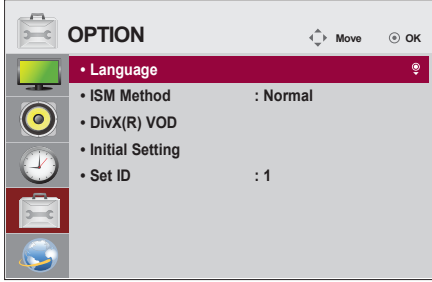 OPTION
Move
OK
• Language
• ISM Method : Normal
• DivX(R) VOD
• Initial Setting
• Set ID : 1